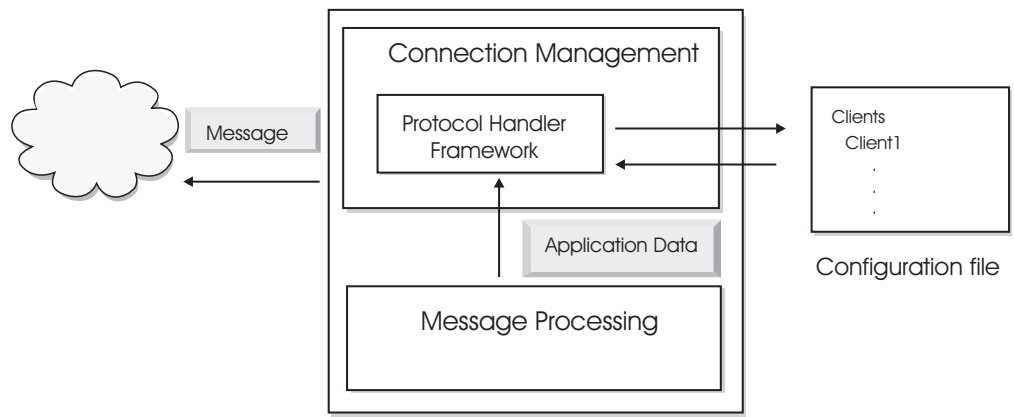 Connection Management
Message
Protocol Handler
Framework
Clients
Client1
.
.
.
Application Data
Configuration file
Message Processing